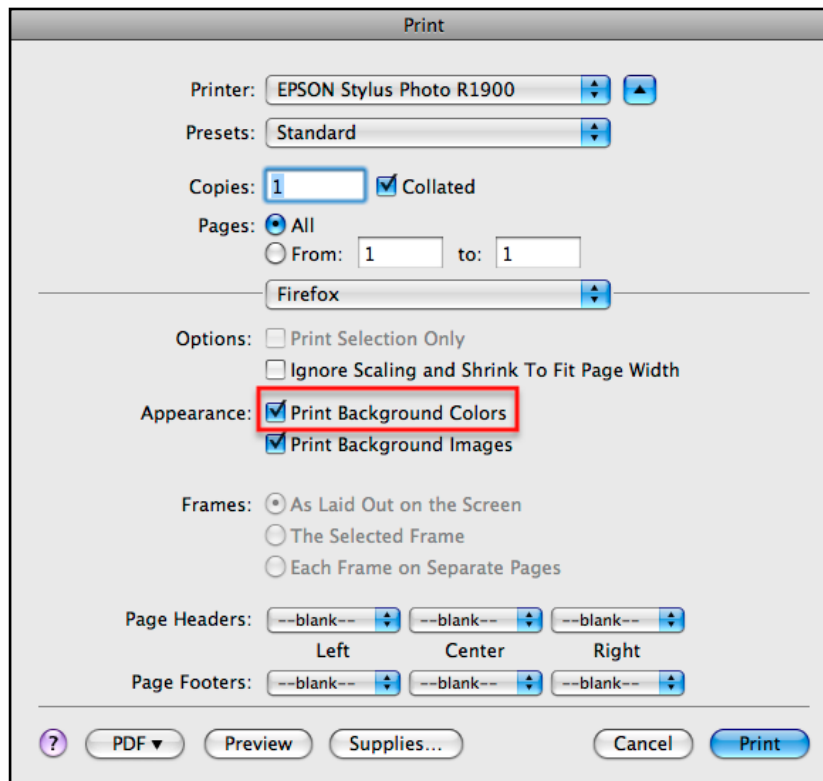 Print
Printer: EPSON Stylus Photo R1900
Presets: Standard
Copies: 1 Collated
Pages: All
From: 1 to: 1
Firefox
Options: Print Selection Only
Ignore Scaling and Shrink To Fit Page Width
Appearance: Print Background Colors
Print Background Images
Frames: As Laid Out on the Screen
The Selected Frame
Each Frame on Separate Pages
Page Headers: --blank-- --blank-- --blank--
Left Center Right
Page Footers: --blank-- --blank-- --blank--
? PDF▼ Preview Supplies... Cancel Print